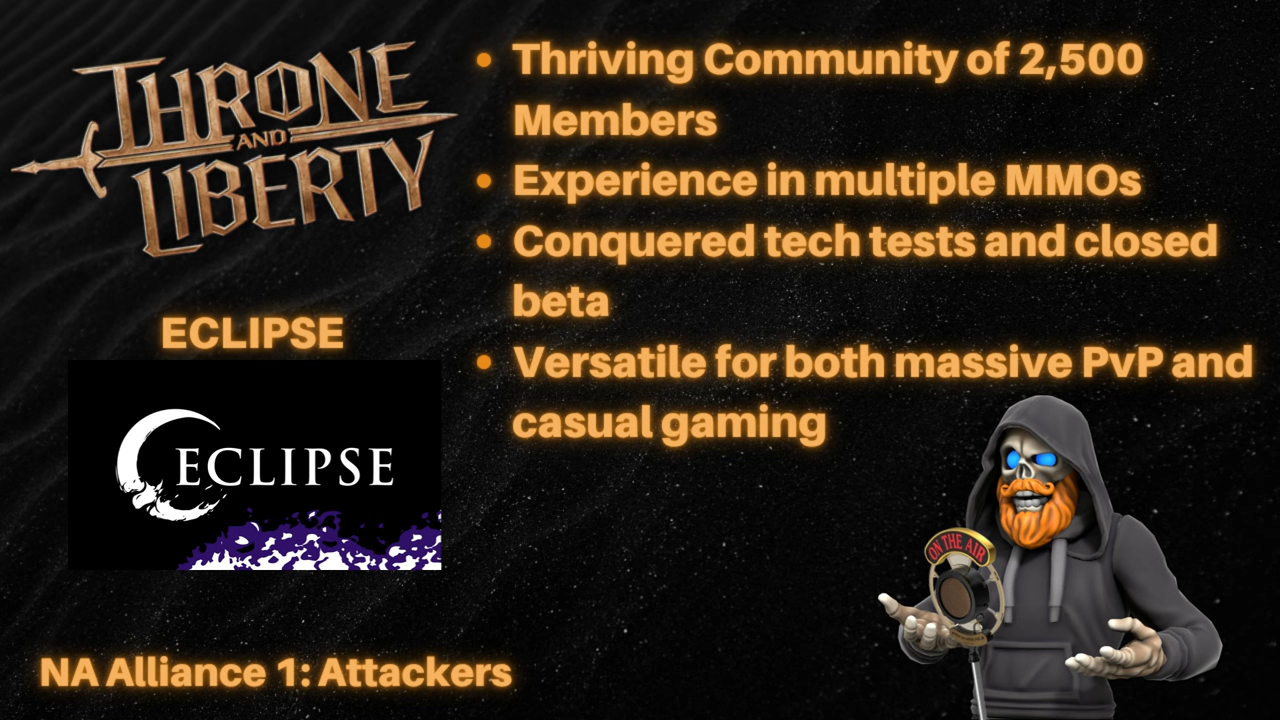 THRONE
AND
LIBERTY
• Thriving Community of 2,500
Members
• Experience in multiple MMOs
• Conquered tech tests and closed
beta
• Versatile for both massive PvP and
casual gaming
ECLIPSE
ECLIPSE
ON THE AIR
NA Alliance 1: Attackers